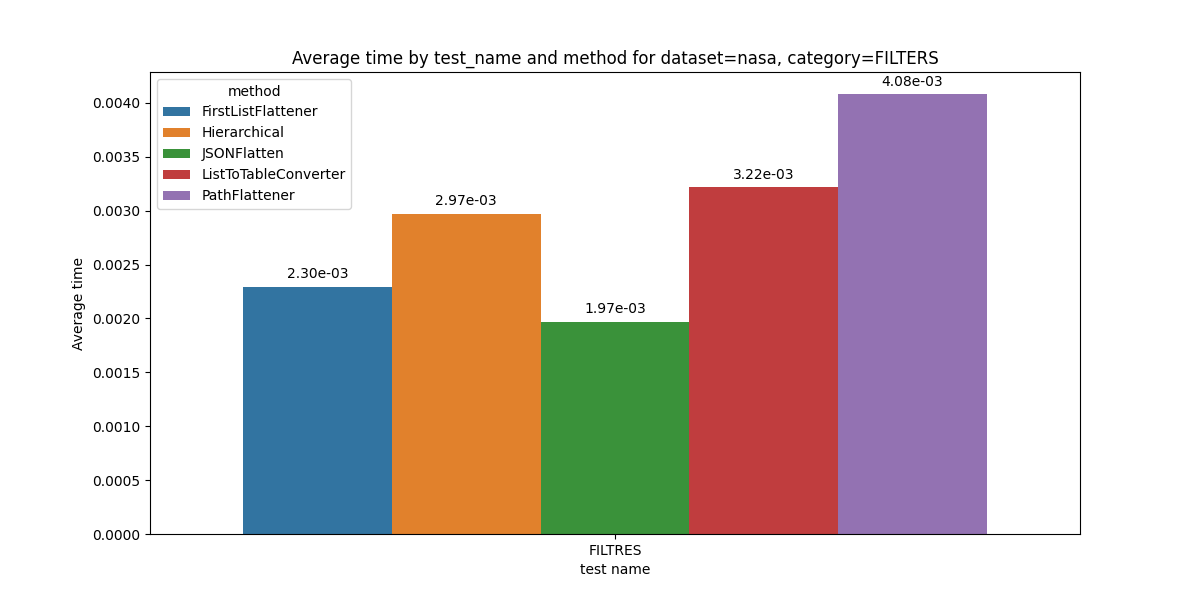 Average time by test_name and method for dataset=nasa, category=FILTERS
method
FirstListFlattener
Hierarchical
JSONFlatten
ListToTableConverter
PathFlattener
Average time
0.0040
0.0035
0.0030
0.0025
0.0020
0.0015
0.0010
0.0005
0.0000
2.30e-03
2.97e-03
1.97e-03
3.22e-03
4.08e-03
FILTRES
test name